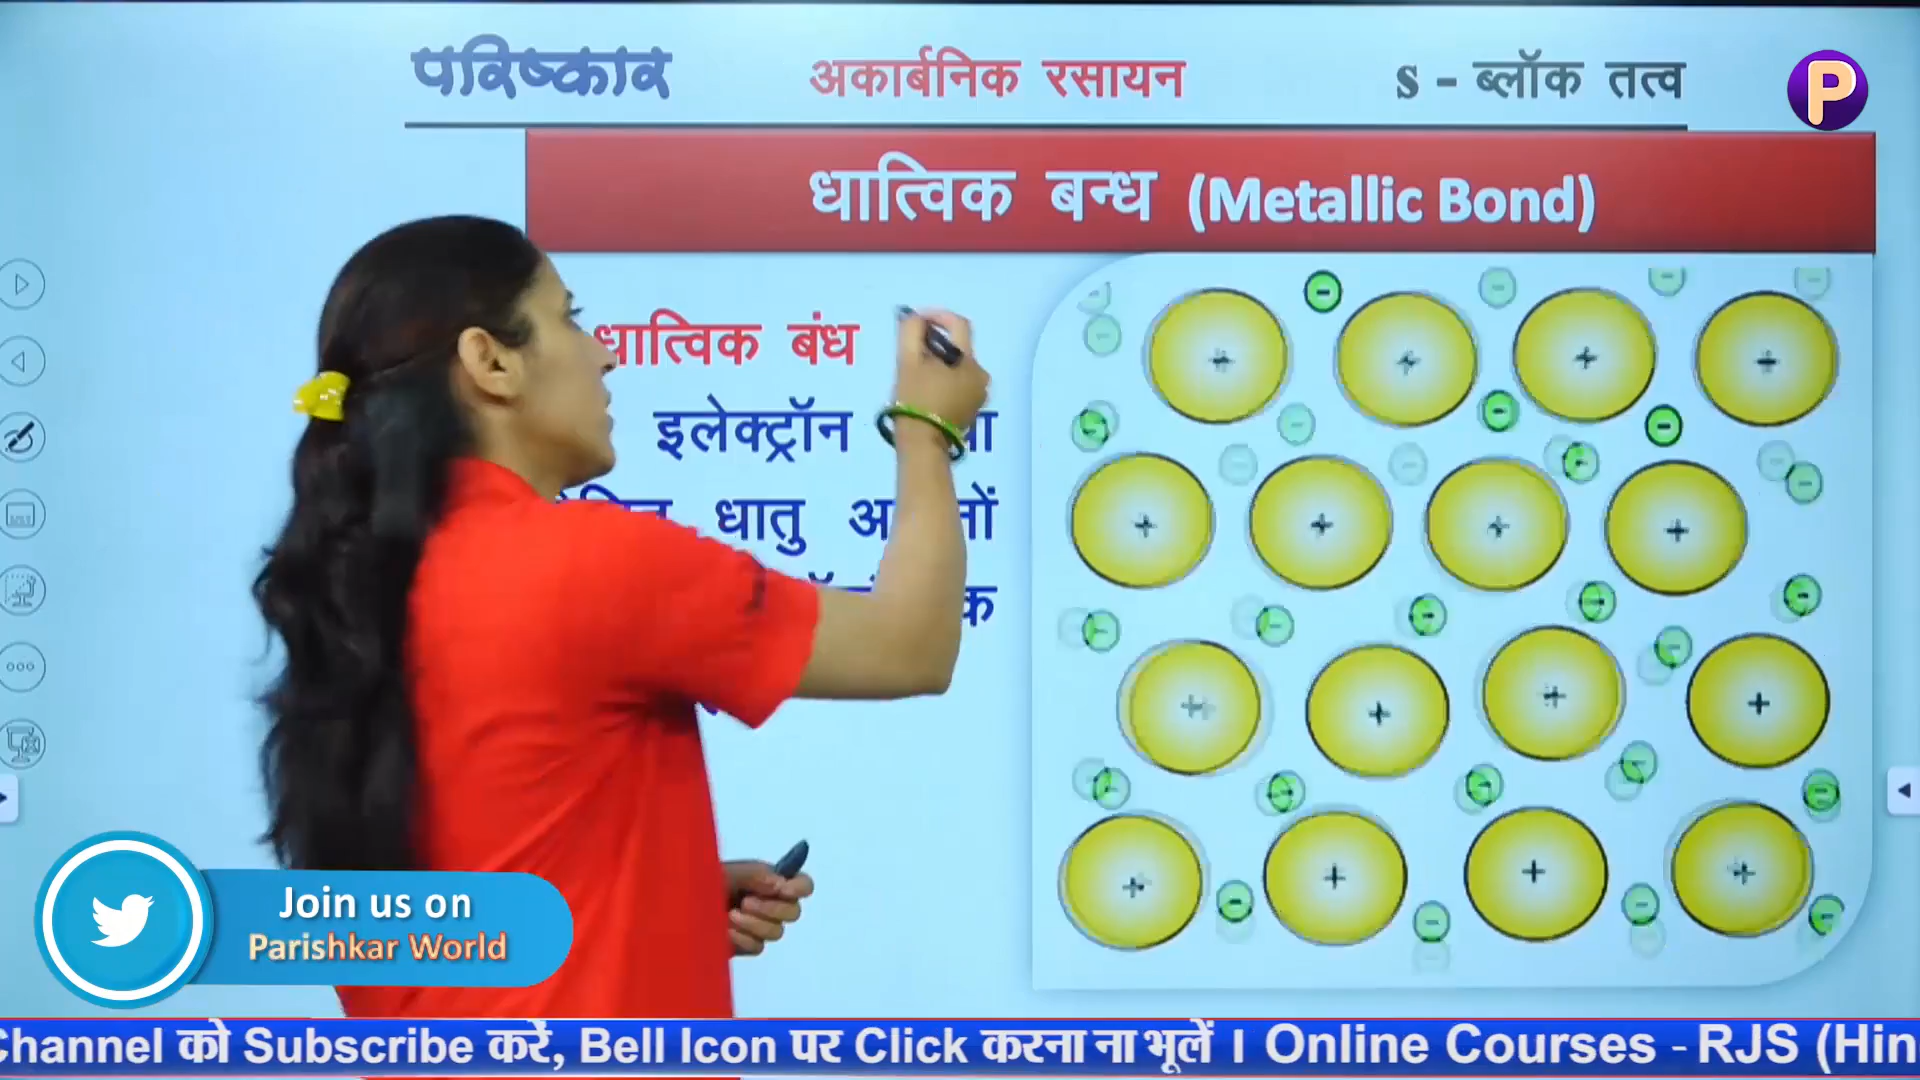 परिष्कार
अकार्बनिक रसायन
s - ब्लॉक तत्व
P
धात्विक बन्ध (Metallic Bond)
धात्विक बंध
इलेक्ट्रॉन
धातु
Join us on
Parishkar World
Channel को Subscribe करें, Bell Icon पर Click करना ना भूलें । Online Courses - RJS (Hin